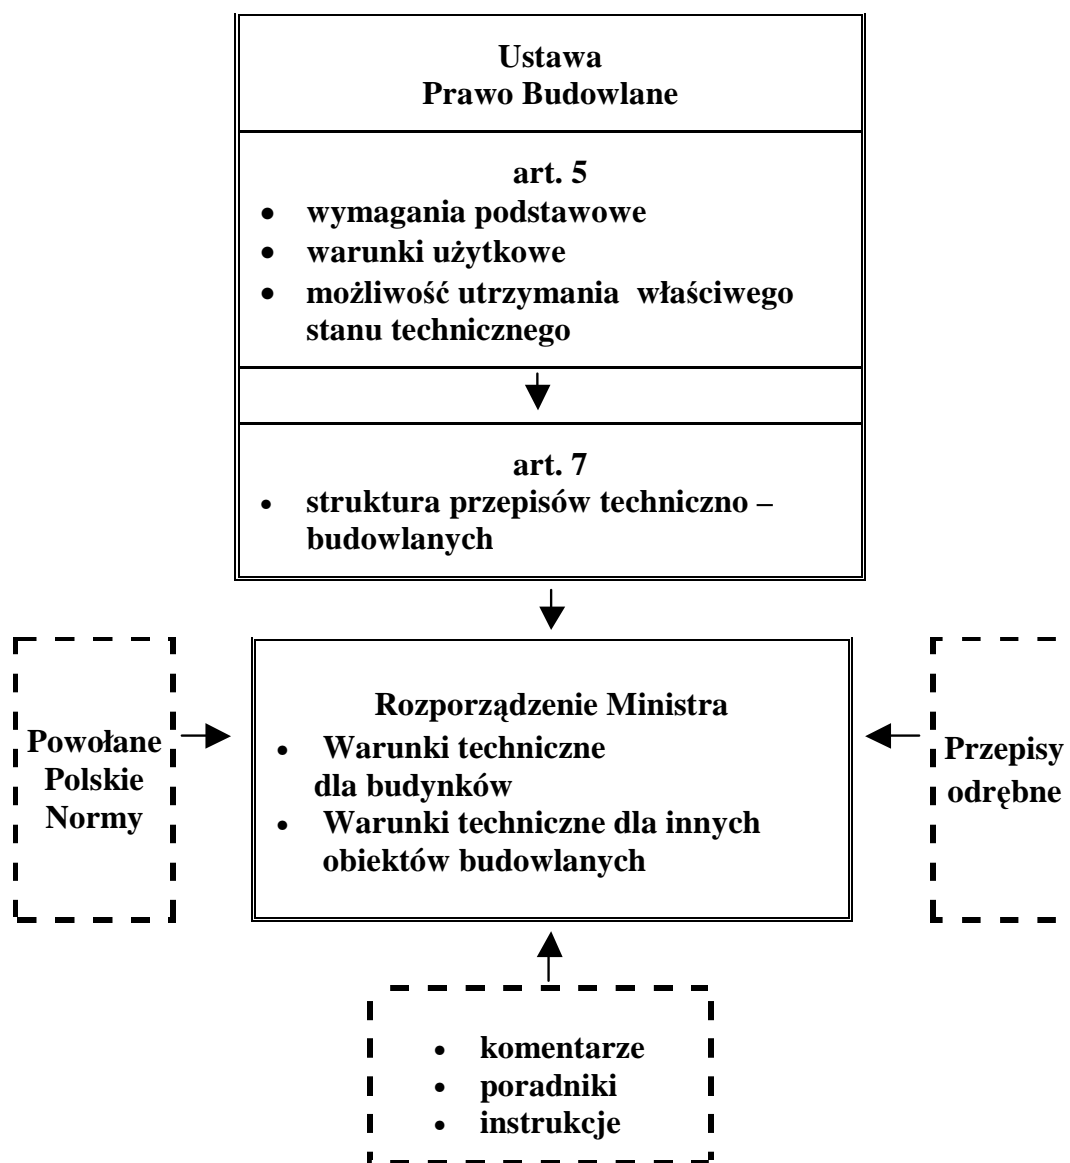 Ustawa
Prawo Budowlane
art. 5
• wymagania podstawowe
• warunki użytkowe
• możliwość utrzymania właściwego
stanu technicznego
art. 7
• struktura przepisów techniczno –
budowlanych
Rozporządzenie Ministra
• Warunki techniczne
dla budynków
• Warunki techniczne dla innych
obiektów budowlanych
Powołane
Polskie
Normy
Przepisy
odrębne
• komentarze
• poradniki
• instrukcje